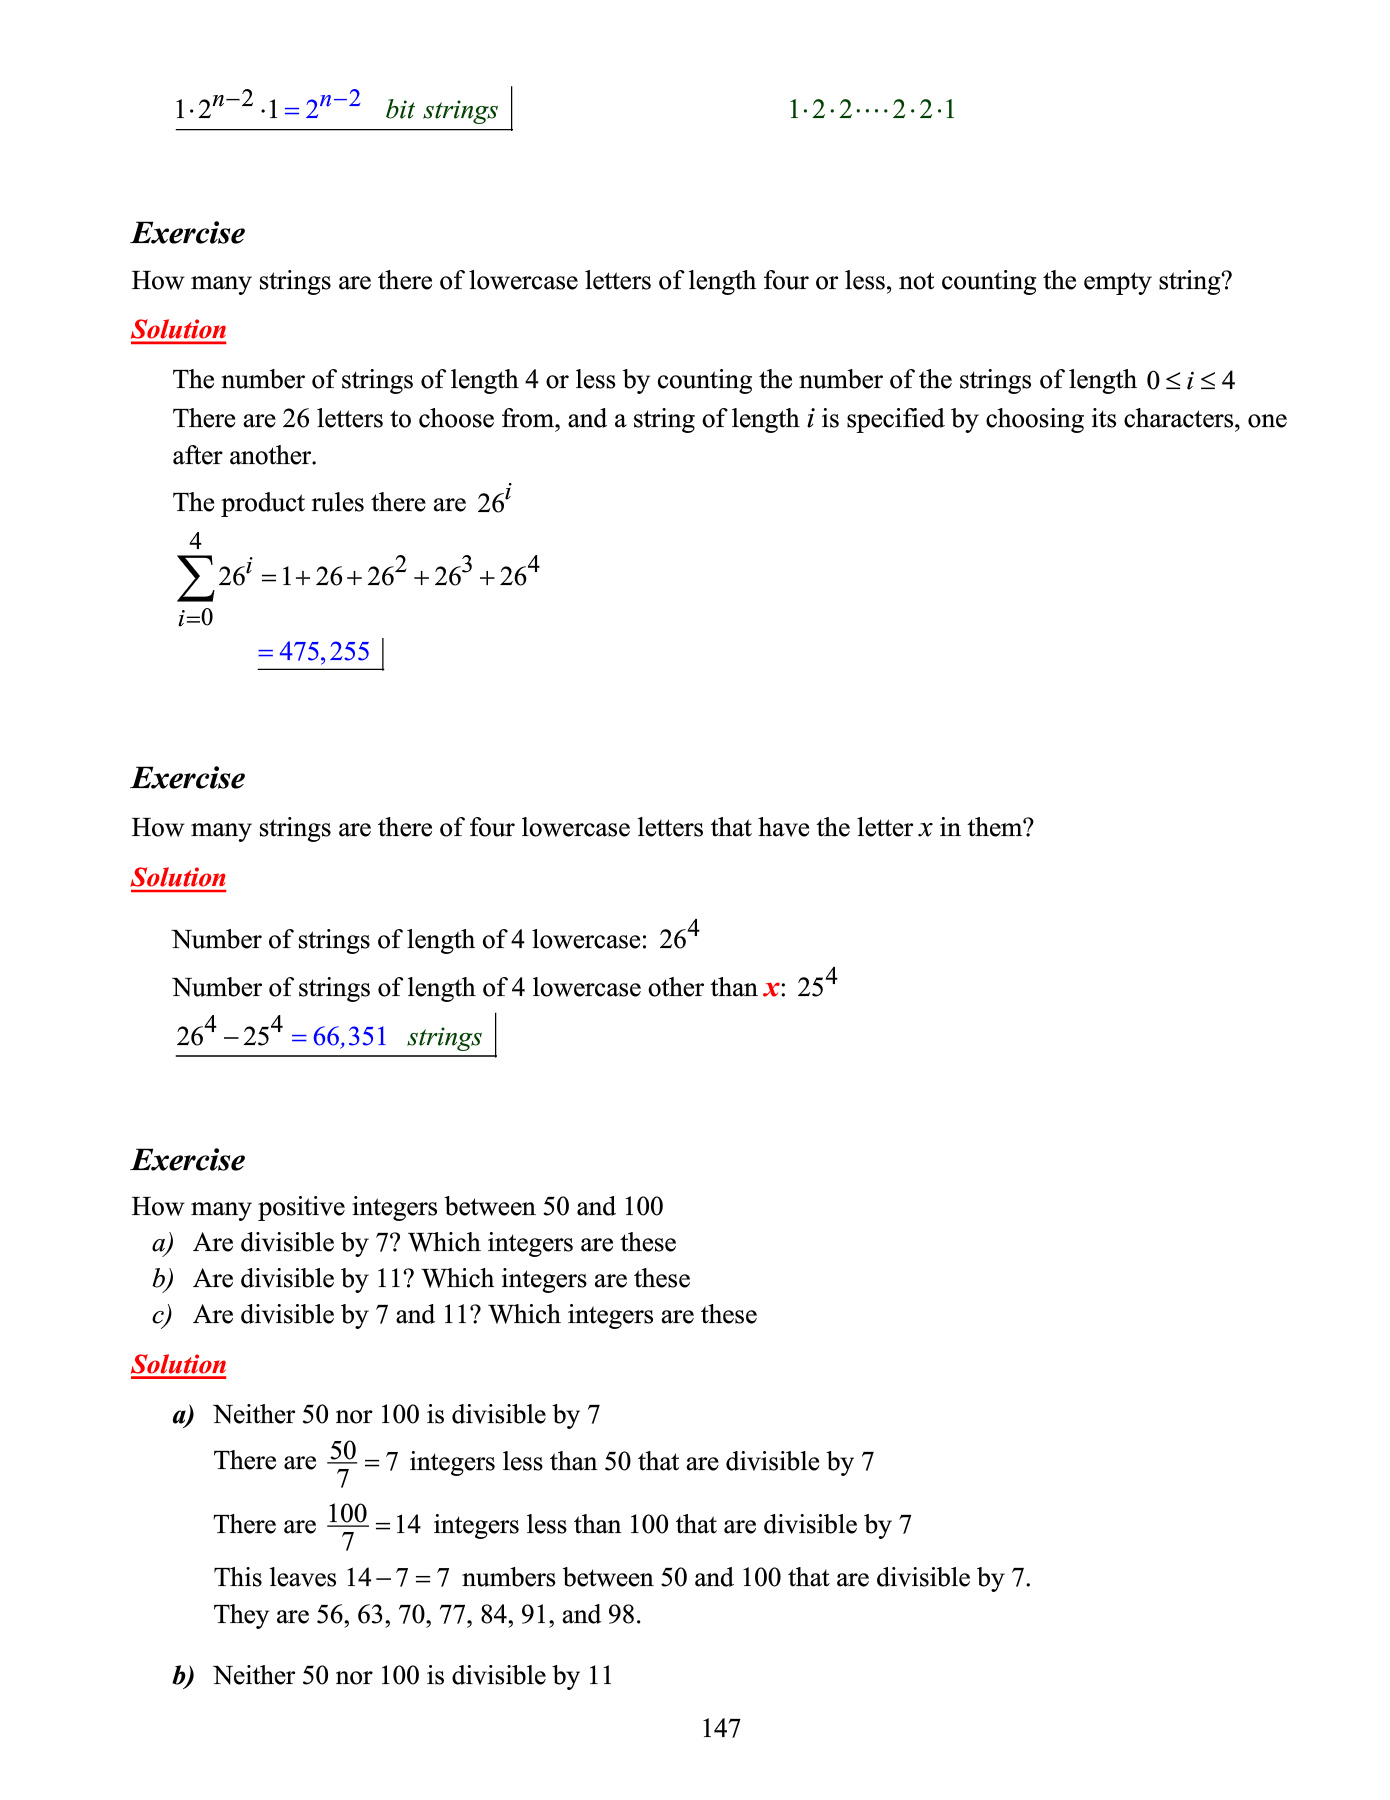 1·2^{n−2}·1 = 2^{n−2} bit strings 1·2·2····2·2·1
Exercise
How many strings are there of lowercase letters of length four or less, not counting the empty string?
Solution
The number of strings of length 4 or less by counting the number of the strings of length 0 ≤ i ≤ 4
There are 26 letters to choose from, and a string of length i is specified by choosing its characters, one
after another.
The product rules there are 26^i
\sum_{i=0}^{4} 26^i = 1 + 26 + 26^2 + 26^3 + 26^4
= 475,255
Exercise
How many strings are there of four lowercase letters that have the letter x in them?
Solution
Number of strings of length of 4 lowercase: 26^4
Number of strings of length of 4 lowercase other than x: 25^4
26^4 − 25^4 = 66,351 strings
Exercise
How many positive integers between 50 and 100
a) Are divisible by 7? Which integers are these
b) Are divisible by 11? Which integers are these
c) Are divisible by 7 and 11? Which integers are these
Solution
a) Neither 50 nor 100 is divisible by 7
There are \frac{50}{7} = 7 integers less than 50 that are divisible by 7
There are \frac{100}{7} = 14 integers less than 100 that are divisible by 7
This leaves 14 − 7 = 7 numbers between 50 and 100 that are divisible by 7.
They are 56, 63, 70, 77, 84, 91, and 98.
b) Neither 50 nor 100 is divisible by 11
147